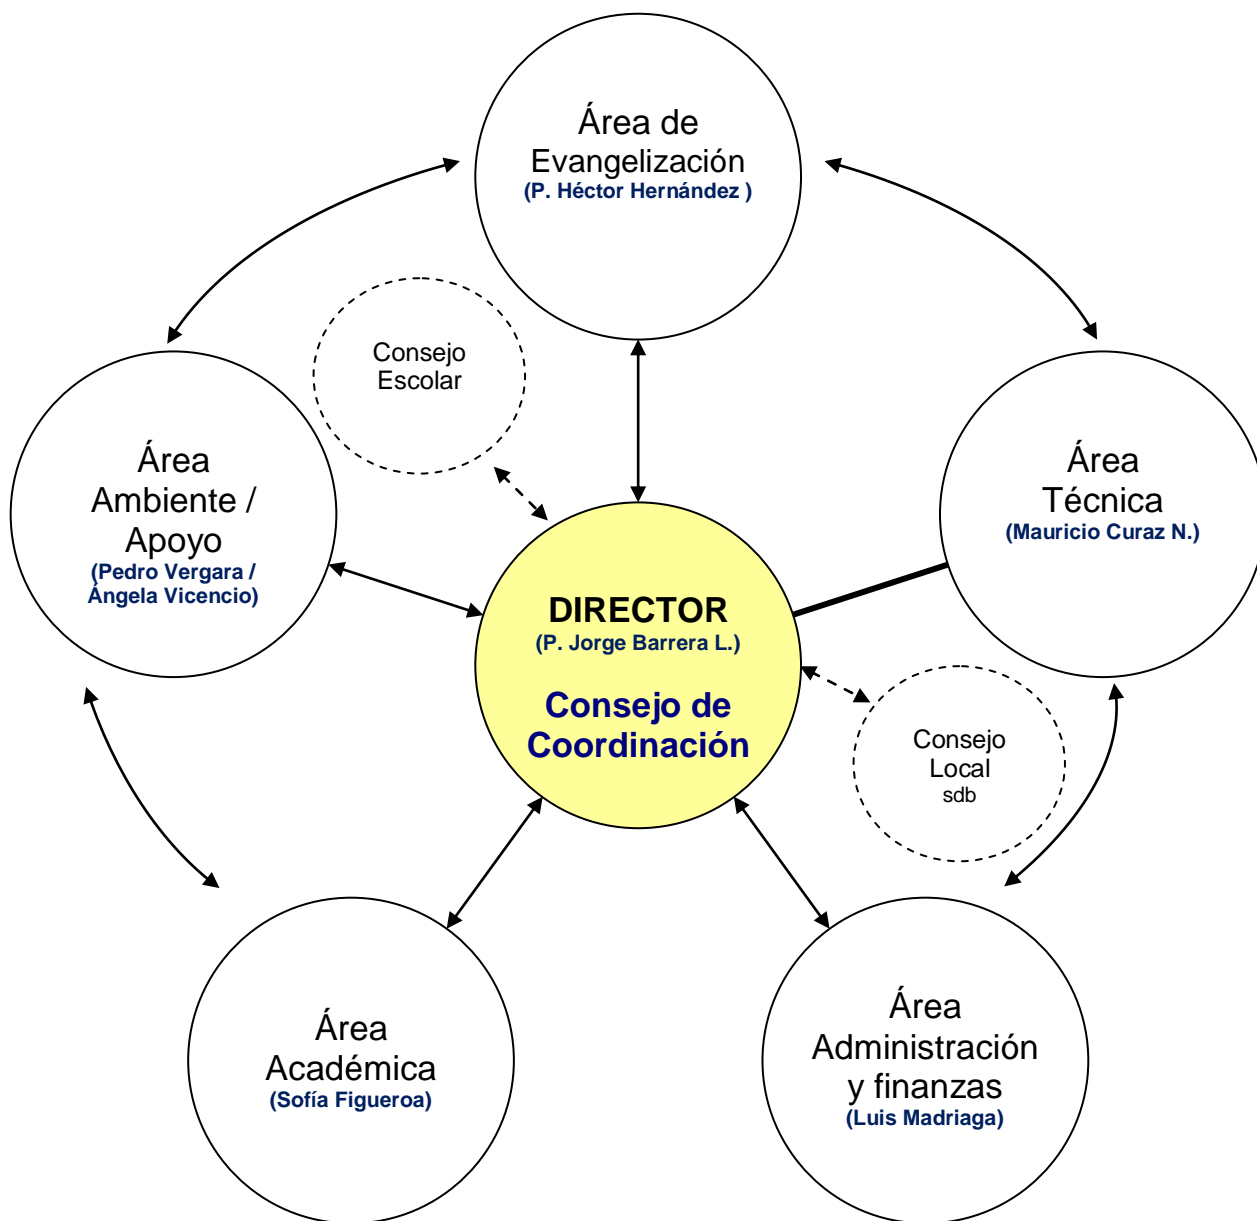 Área de
Evangelización
(P. Héctor Hernández )
Consejo
Escolar
Área
Ambiente /
Apoyo
(Pedro Vergara /
Ángela Vicencio)
Área
Técnica
(Mauricio Curaz N.)
DIRECTOR
(P. Jorge Barrera L.)
Consejo de
Coordinación
Consejo
Local
sdb
Área
Académica
(Sofía Figueroa)
Área
Administración
y finanzas
(Luis Madriaga)